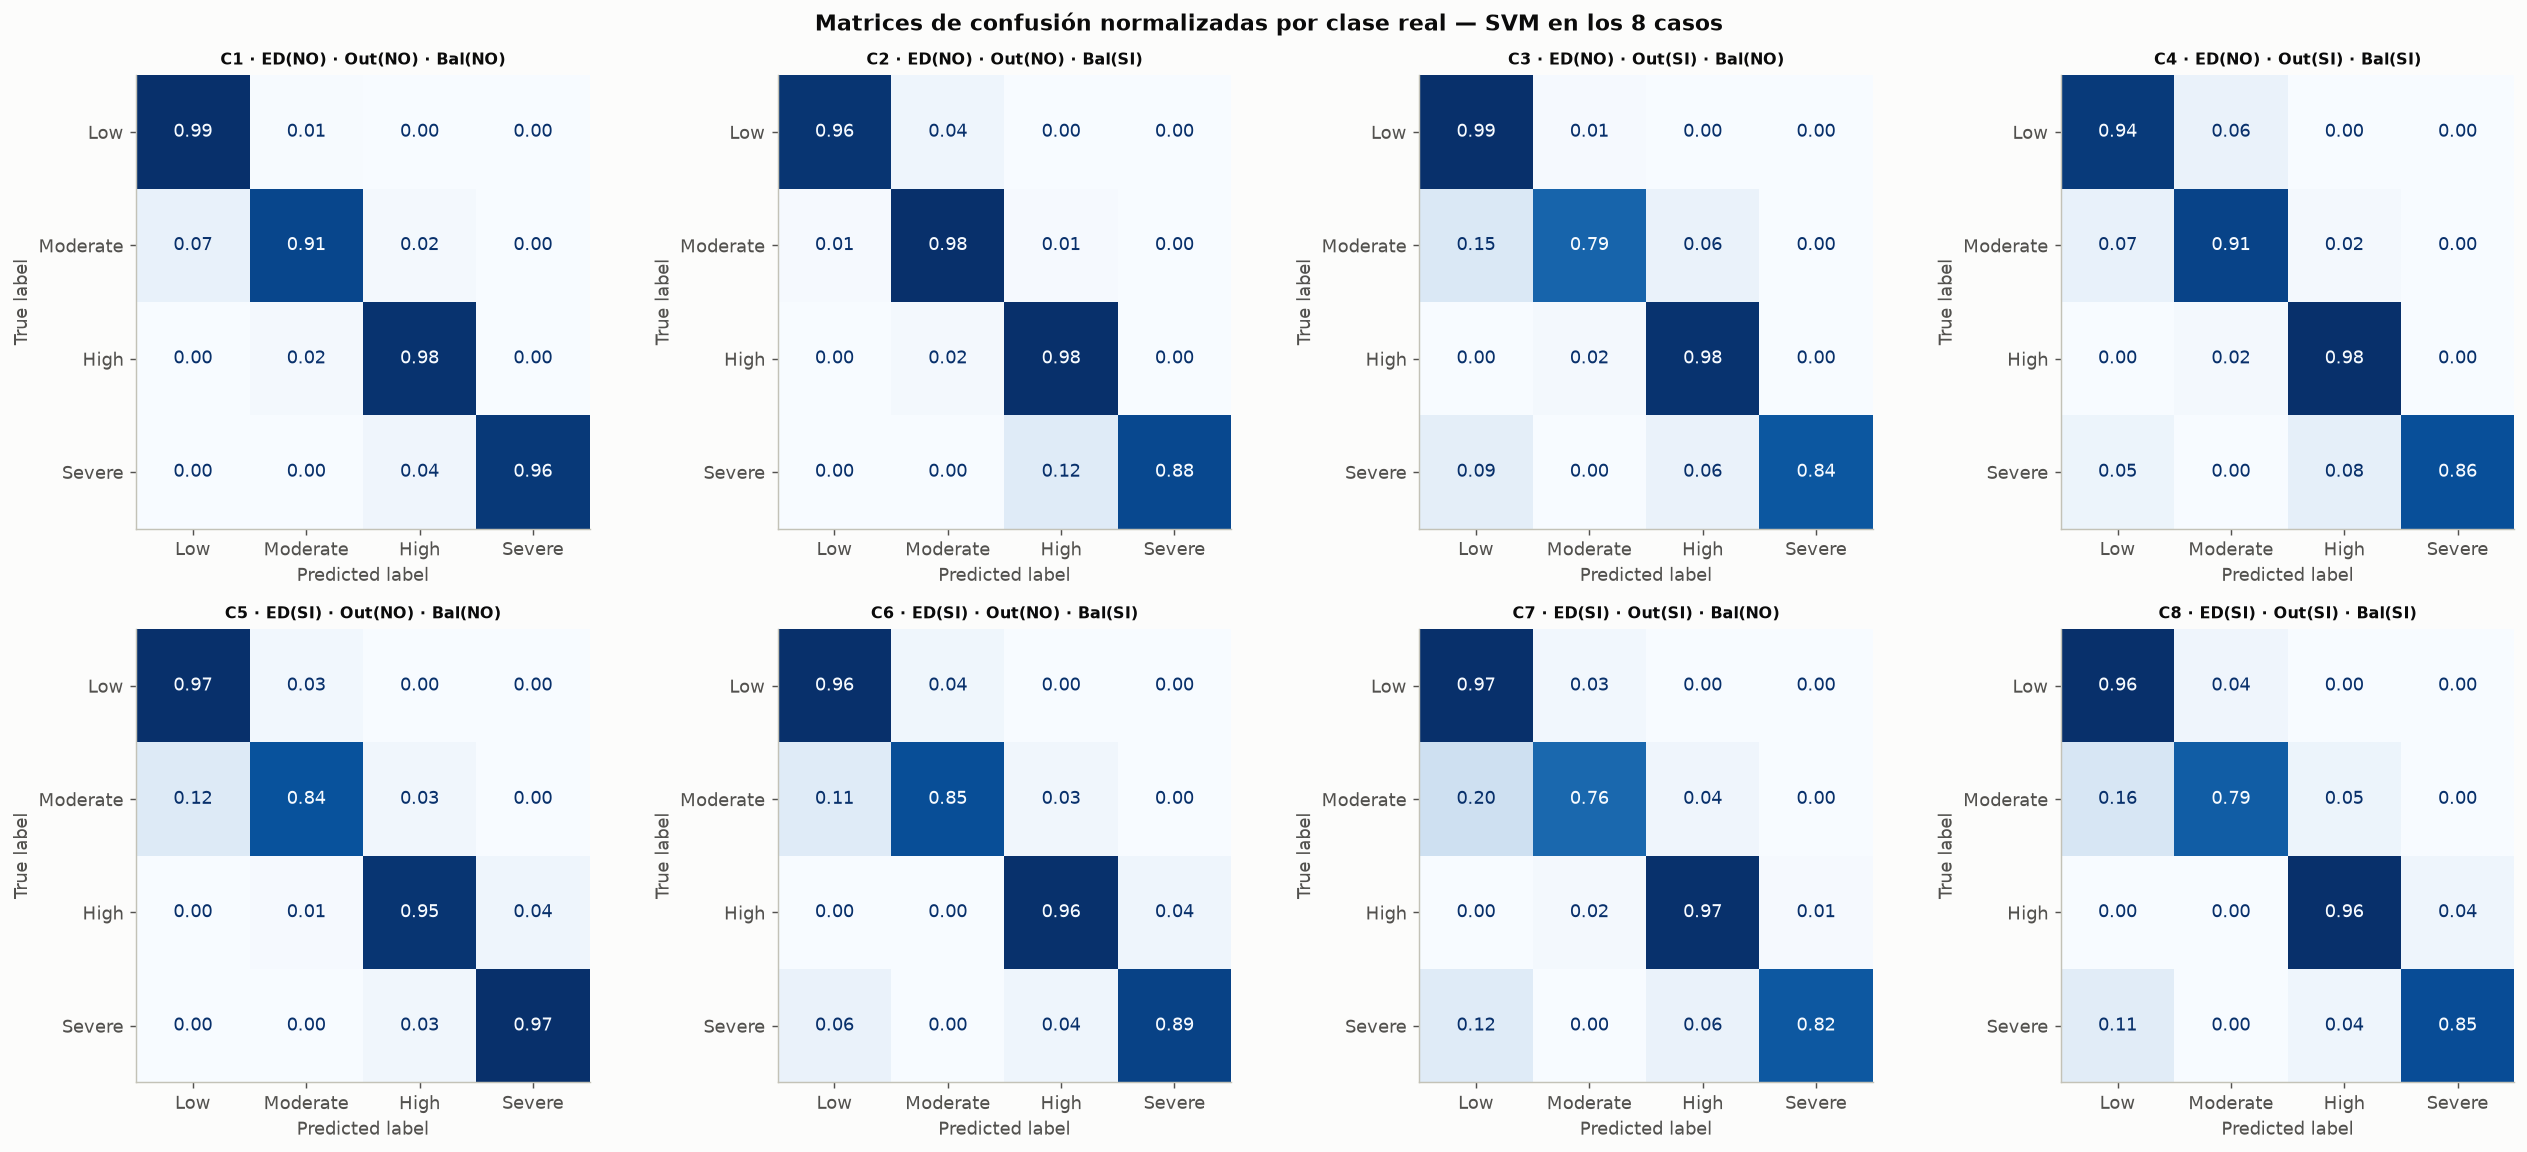 Matrices de confusión normalizadas por clase real — SVM en los 8 casos
C1 · ED(NO) · Out(NO) · Bal(NO)
True label
Low 0.99 0.01 0.00 0.00
Moderate 0.07 0.91 0.02 0.00
High 0.00 0.02 0.98 0.00
Severe 0.00 0.00 0.04 0.96
Low Moderate High Severe
Predicted label
C2 · ED(NO) · Out(NO) · Bal(SI)
True label
Low 0.96 0.04 0.00 0.00
Moderate 0.01 0.98 0.01 0.00
High 0.00 0.02 0.98 0.00
Severe 0.00 0.00 0.12 0.88
Low Moderate High Severe
Predicted label
C3 · ED(NO) · Out(SI) · Bal(NO)
True label
Low 0.99 0.01 0.00 0.00
Moderate 0.15 0.79 0.06 0.00
High 0.00 0.02 0.98 0.00
Severe 0.09 0.00 0.06 0.84
Low Moderate High Severe
Predicted label
C4 · ED(NO) · Out(SI) · Bal(SI)
True label
Low 0.94 0.06 0.00 0.00
Moderate 0.07 0.91 0.02 0.00
High 0.00 0.02 0.98 0.00
Severe 0.05 0.00 0.08 0.86
Low Moderate High Severe
Predicted label
C5 · ED(SI) · Out(NO) · Bal(NO)
True label
Low 0.97 0.03 0.00 0.00
Moderate 0.12 0.84 0.03 0.00
High 0.00 0.01 0.95 0.04
Severe 0.00 0.00 0.03 0.97
Low Moderate High Severe
Predicted label
C6 · ED(SI) · Out(NO) · Bal(SI)
True label
Low 0.96 0.04 0.00 0.00
Moderate 0.11 0.85 0.03 0.00
High 0.00 0.00 0.96 0.04
Severe 0.06 0.00 0.04 0.89
Low Moderate High Severe
Predicted label
C7 · ED(SI) · Out(SI) · Bal(NO)
True label
Low 0.97 0.03 0.00 0.00
Moderate 0.20 0.76 0.04 0.00
High 0.00 0.02 0.97 0.01
Severe 0.12 0.00 0.06 0.82
Low Moderate High Severe
Predicted label
C8 · ED(SI) · Out(SI) · Bal(SI)
True label
Low 0.96 0.04 0.00 0.00
Moderate 0.16 0.79 0.05 0.00
High 0.00 0.00 0.96 0.04
Severe 0.11 0.00 0.04 0.85
Low Moderate High Severe
Predicted label